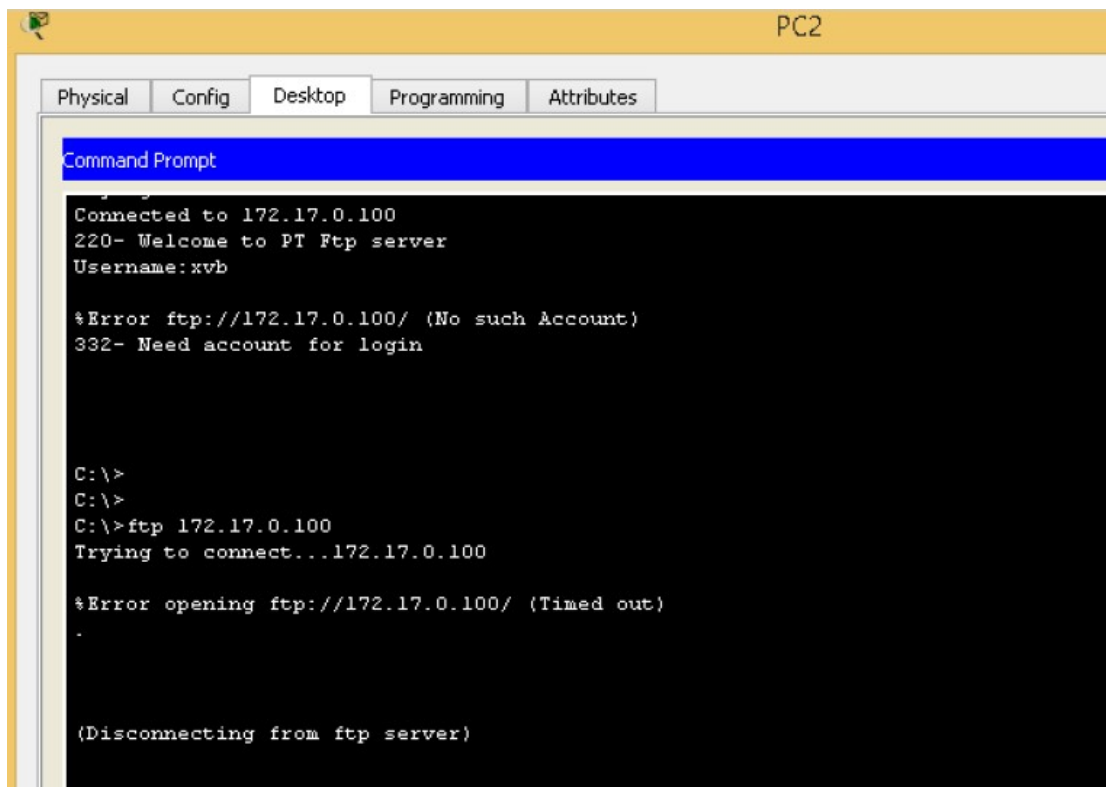 PC2
Physical Config Desktop Programming Attributes
Command Prompt
Connected to 172.17.0.100
220- Welcome to PT Ftp server
Username:xvb
%Error ftp://172.17.0.100/ (No such Account)
332- Need account for login
C:\>
C:\>
C:\>ftp 172.17.0.100
Trying to connect...172.17.0.100
%Error opening ftp://172.17.0.100/ (Timed out)
.
(Disconnecting from ftp server)